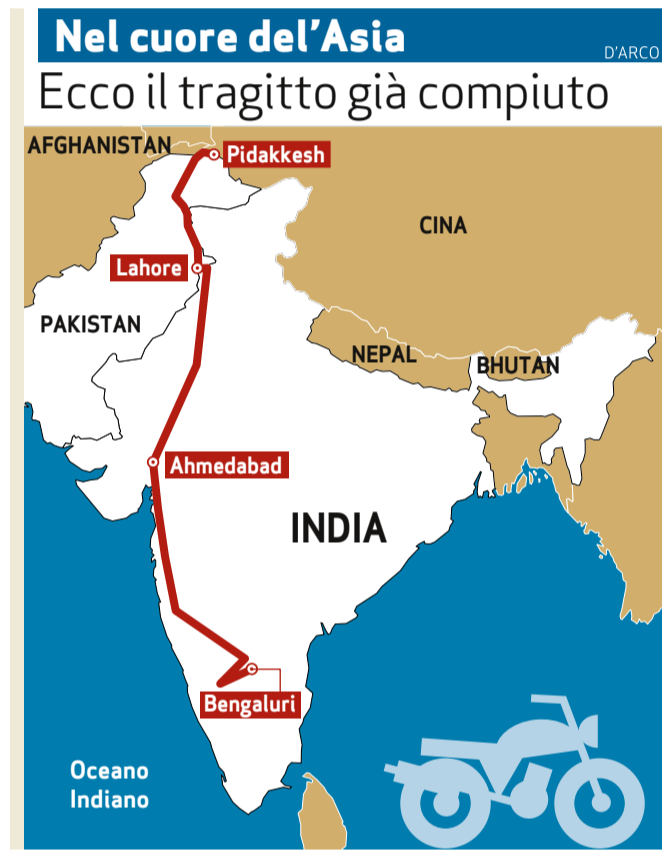 Nel cuore del’Asia
D’ARCO
Ecco il tragitto già compiuto
AFGHANISTAN
Pidakkesh
CINA
Lahore
PAKISTAN
NEPAL
BHUTAN
Ahmedabad
INDIA
Bengaluri
Oceano
Indiano